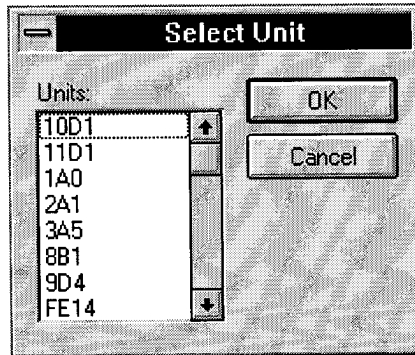 Select Unit
Units:
10D1
11D1
1A0
2A1
3A5
8B1
9D4
FE14
OK
Cancel